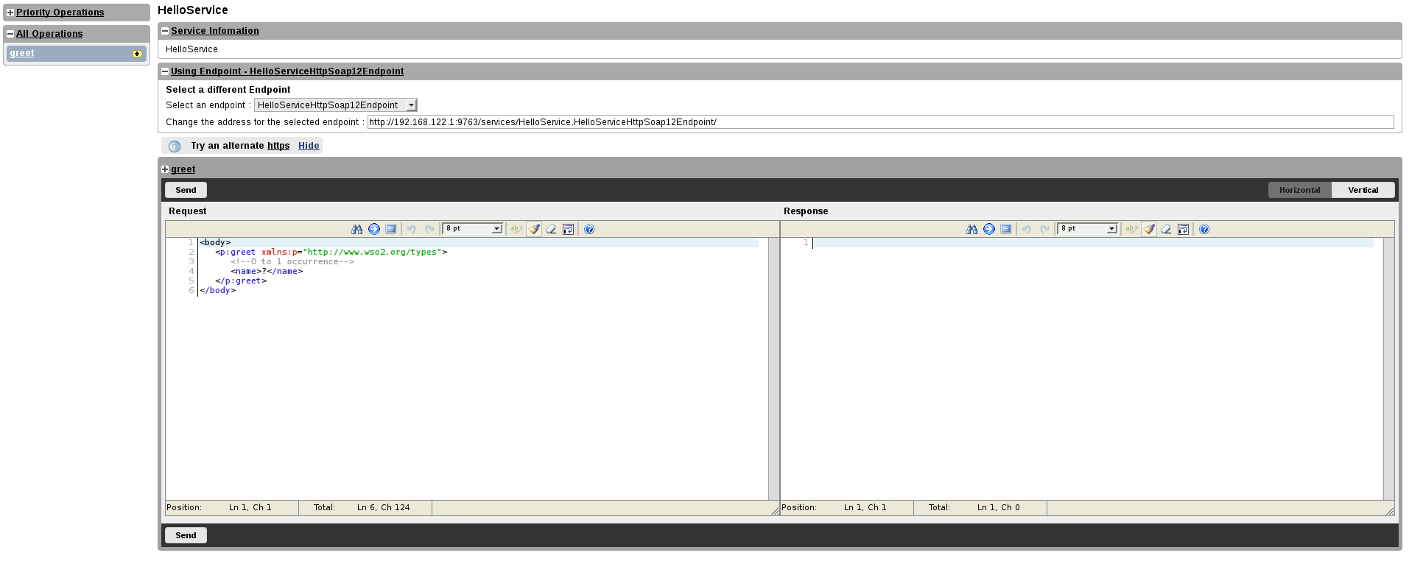 Priority Operations
All Operations
greet
HelloService
Service Infomation
HelloService
Using Endpoint - HelloServiceHttpSoap12Endpoint
Select a different Endpoint
Select an endpoint : HelloServiceHttpSoap12Endpoint
Change the address for the selected endpoint : http://192.168.122.1:9763/services/HelloService.HelloServiceHttpSoap12Endpoint/
Try an alternate https Hide
greet
Send Horizontal Vertical
Request
8 pt
1 <body>
2 <p:greet xmlns:p="http://www.wso2.org/types">
3 <!--0 to 1 occurrence-->
4 <name>?</name>
5 </p:greet>
6 </body>
Position: Ln 1, Ch 1 Total: Ln 6, Ch 124
Response
8 pt
1
Position: Ln 1, Ch 1 Total: Ln 1, Ch 0
Send